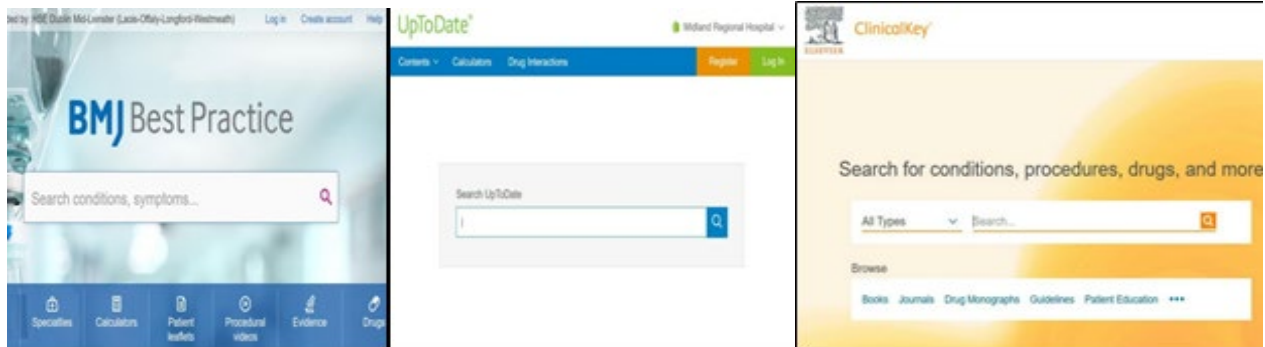 ed by: HSE Dublin Mid-Leinster (Laois-Offaly-Longford-Westmeath) Log in Create account Help
BMJ Best Practice
Search conditions, symptoms...
Specialties Calculators Patient leaflets Procedural videos Evidence Drugs
UpToDate®
Midland Regional Hospital
Contents Calculators Drug Interactions Register Log In
Search UpToDate
ELSEVIER
ClinicalKey®
Search for conditions, procedures, drugs, and more
All Types Search...
Browse
Books Journals Drug Monographs Guidelines Patient Education •••